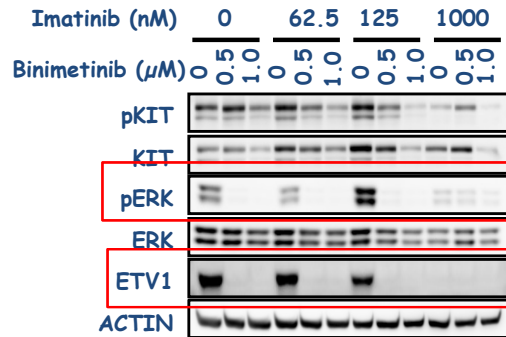 Imatinib (nM) 0 62.5 125 1000
Binimetinib (µM) 0 0.5 1.0 0 0.5 1.0 0 0.5 1.0 0 0.5 1.0
pKIT
KIT
pERK
ERK
ETV1
ACTIN